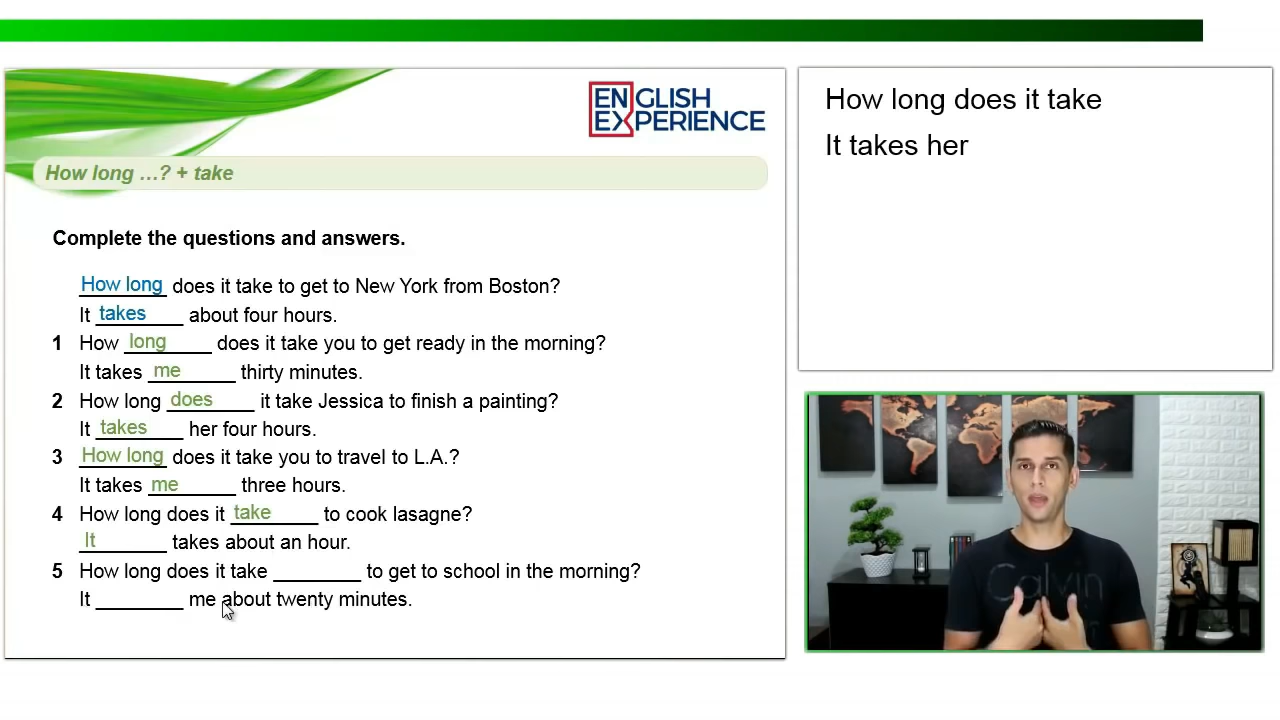 ENGLISH
EXPERIENCE
How long ...? + take
Complete the questions and answers.
How long does it take to get to New York from Boston?
It takes about four hours.
1 How long does it take you to get ready in the morning?
It takes me thirty minutes.
2 How long does it take Jessica to finish a painting?
It takes her four hours.
3 How long does it take you to travel to L.A.?
It takes me three hours.
4 How long does it take to cook lasagne?
It takes about an hour.
5 How long does it take ________ to get to school in the morning?
It ________ me about twenty minutes.
How long does it take
It takes her
Calvin